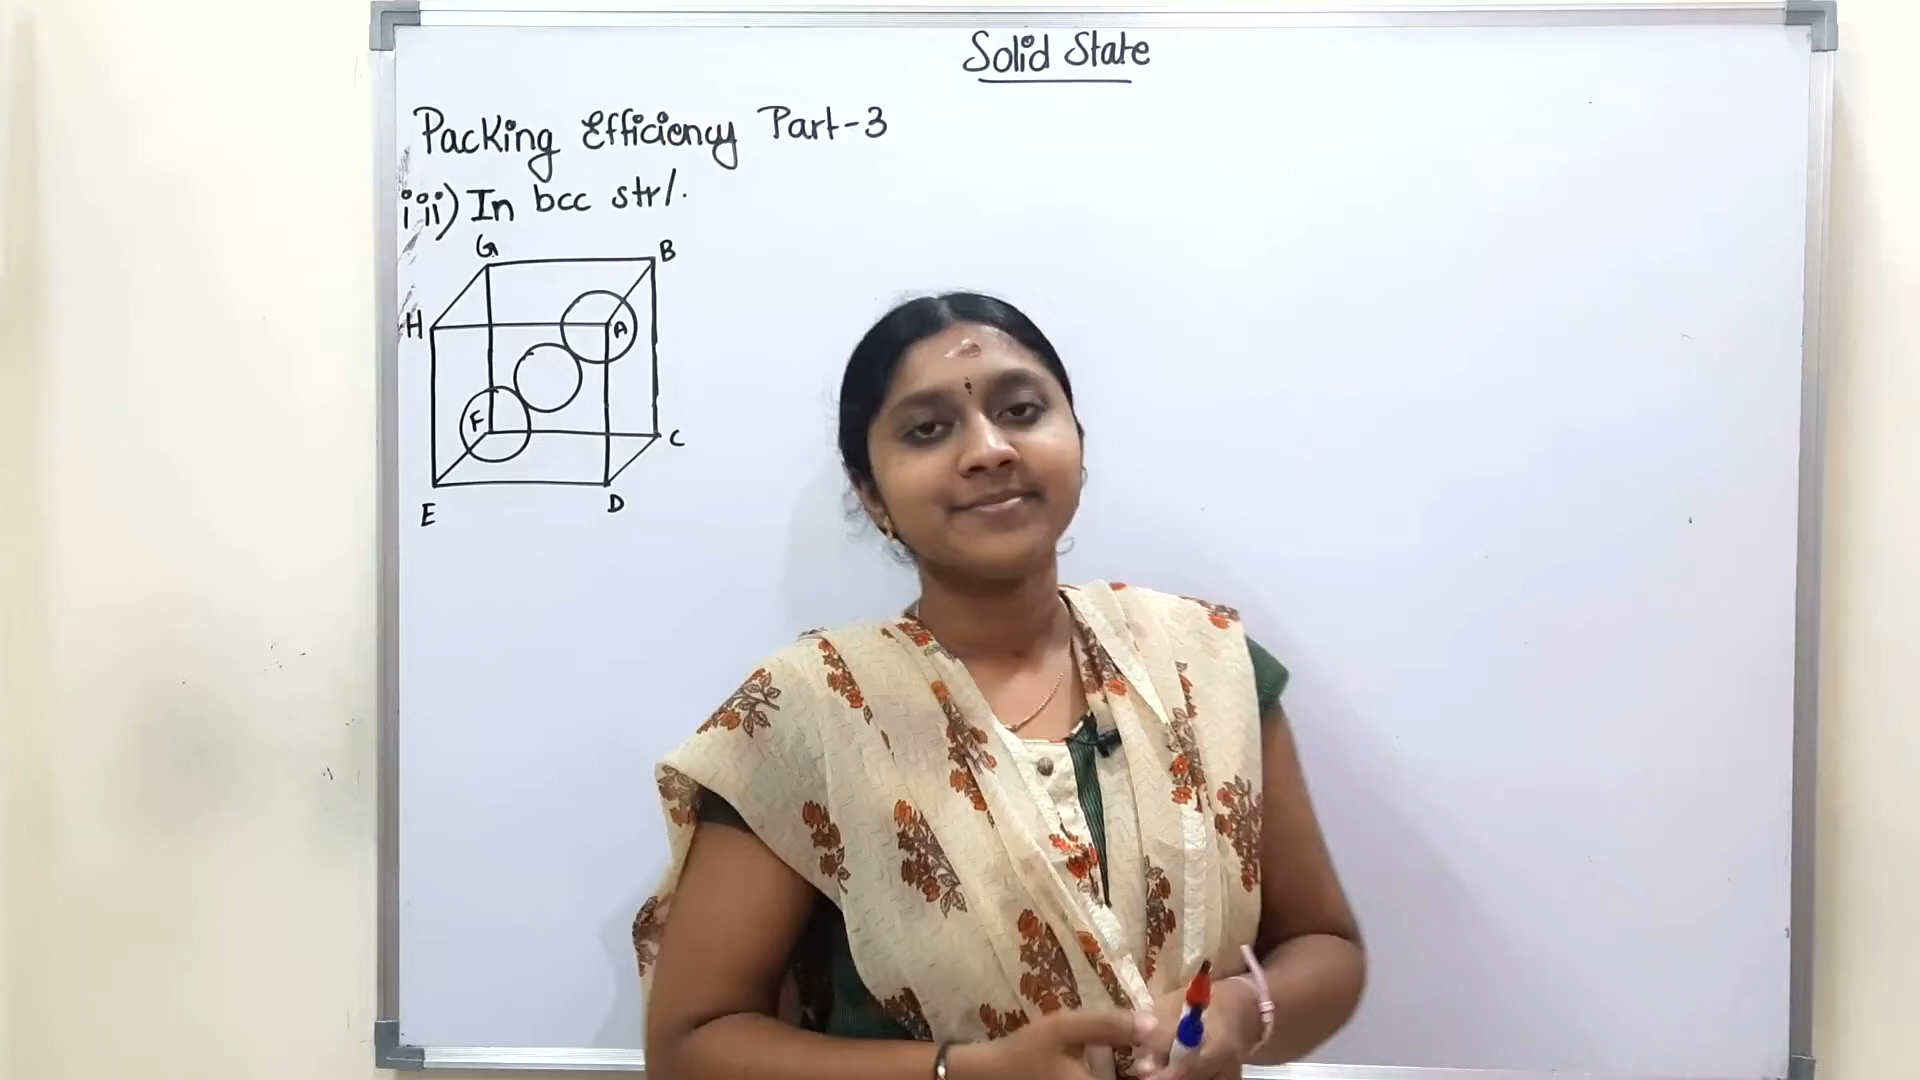 Solid State
Packing Efficiency Part-3
iii) In bcc str/.
G B
H A
F C
E D